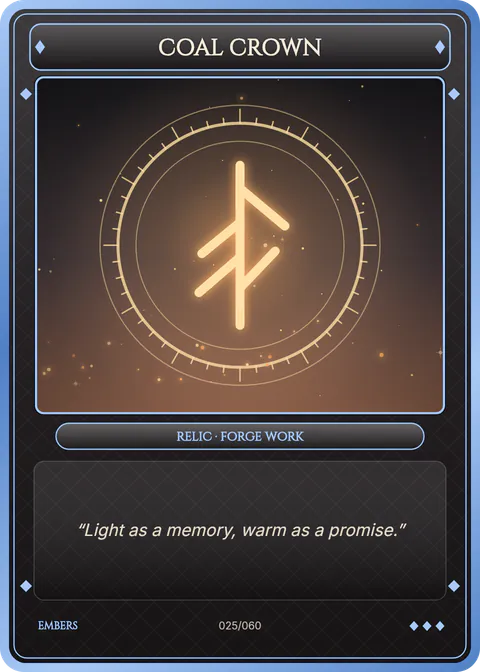 COAL CROWN
RELIC · FORGE WORK
“Light as a memory, warm as a promise.”
EMBERS
025/060